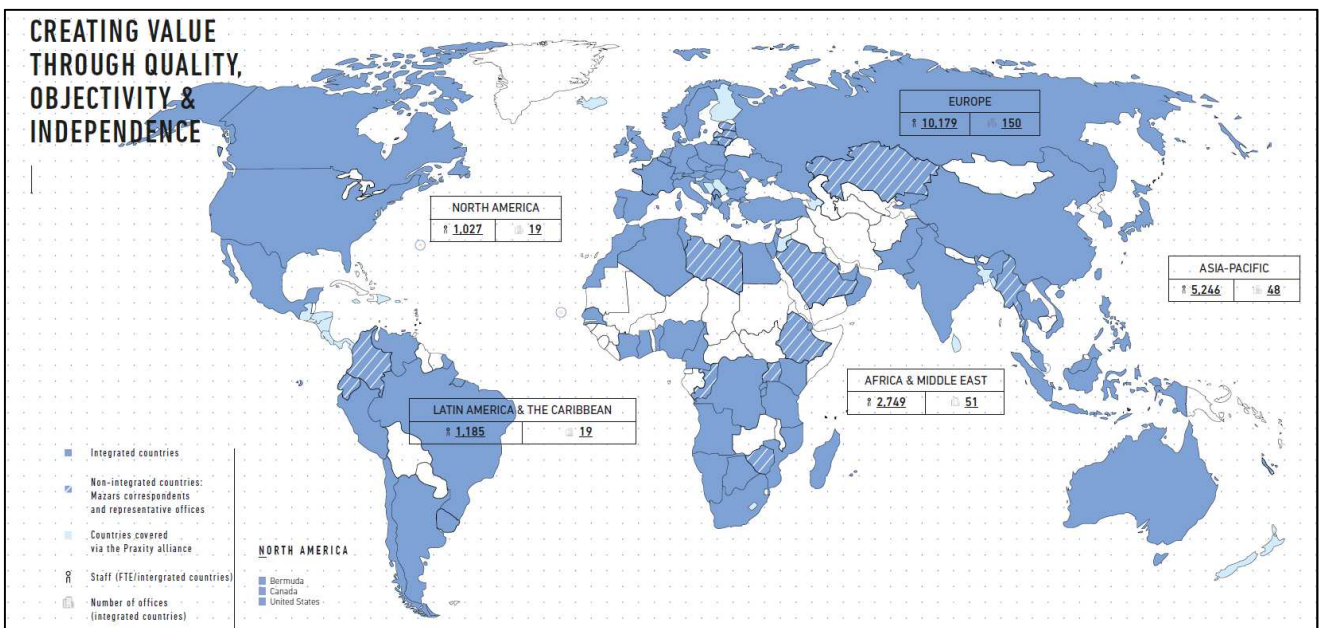 CREATING VALUE
THROUGH QUALITY,
OBJECTIVITY &
INDEPENDENCE
EUROPE
10,179 150
NORTH AMERICA
1,027 19
ASIA-PACIFIC
5,246 48
AFRICA & MIDDLE EAST
2,749 51
LATIN AMERICA & THE CARIBBEAN
1,185 19
Integrated countries
Non-integrated countries:
Mazars correspondents
and representative offices
Countries covered
via the Praxity alliance
Staff (FTE/intergrated countries)
Number of offices
(integrated countries)
NORTH AMERICA
Bermuda
Canada
United States